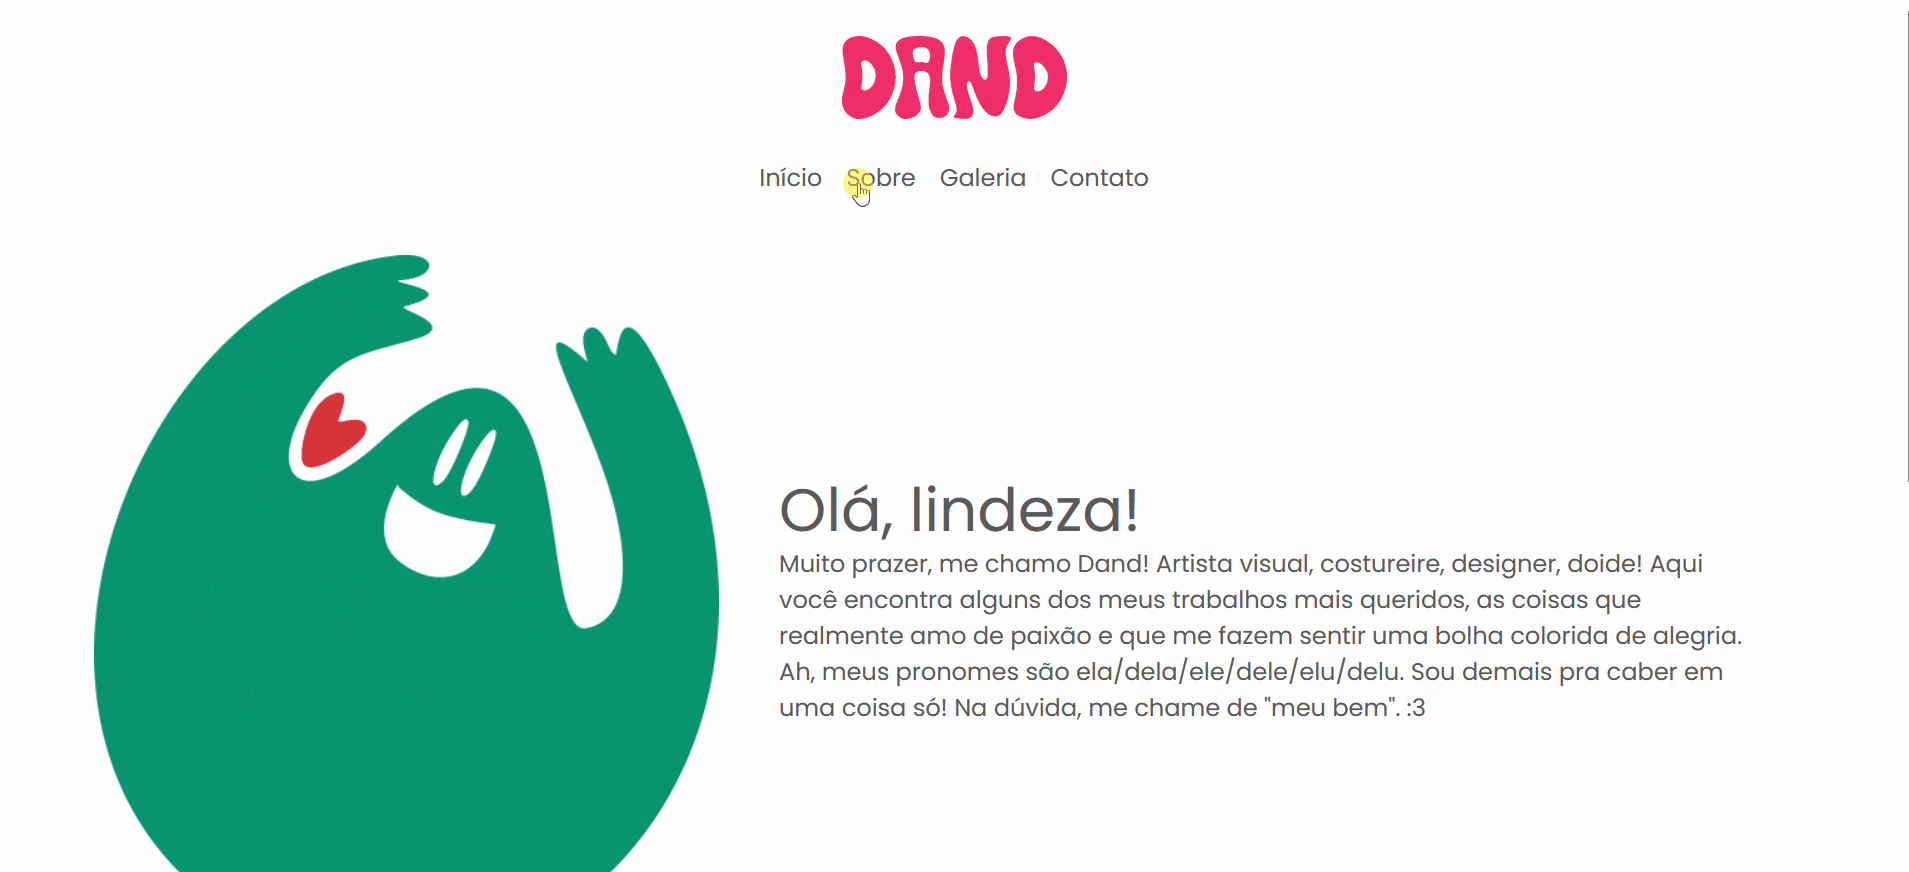 DAND
Início Sobre Galeria Contato
Olá, lindeza!
Muito prazer, me chamo Dand! Artista visual, costureire, designer, doide! Aqui
você encontra alguns dos meus trabalhos mais queridos, as coisas que
realmente amo de paixão e que me fazem sentir uma bolha colorida de alegria.
Ah, meus pronomes são ela/dela/ele/dele/elu/delu. Sou demais pra caber em
uma coisa só! Na dúvida, me chame de "meu bem". :3